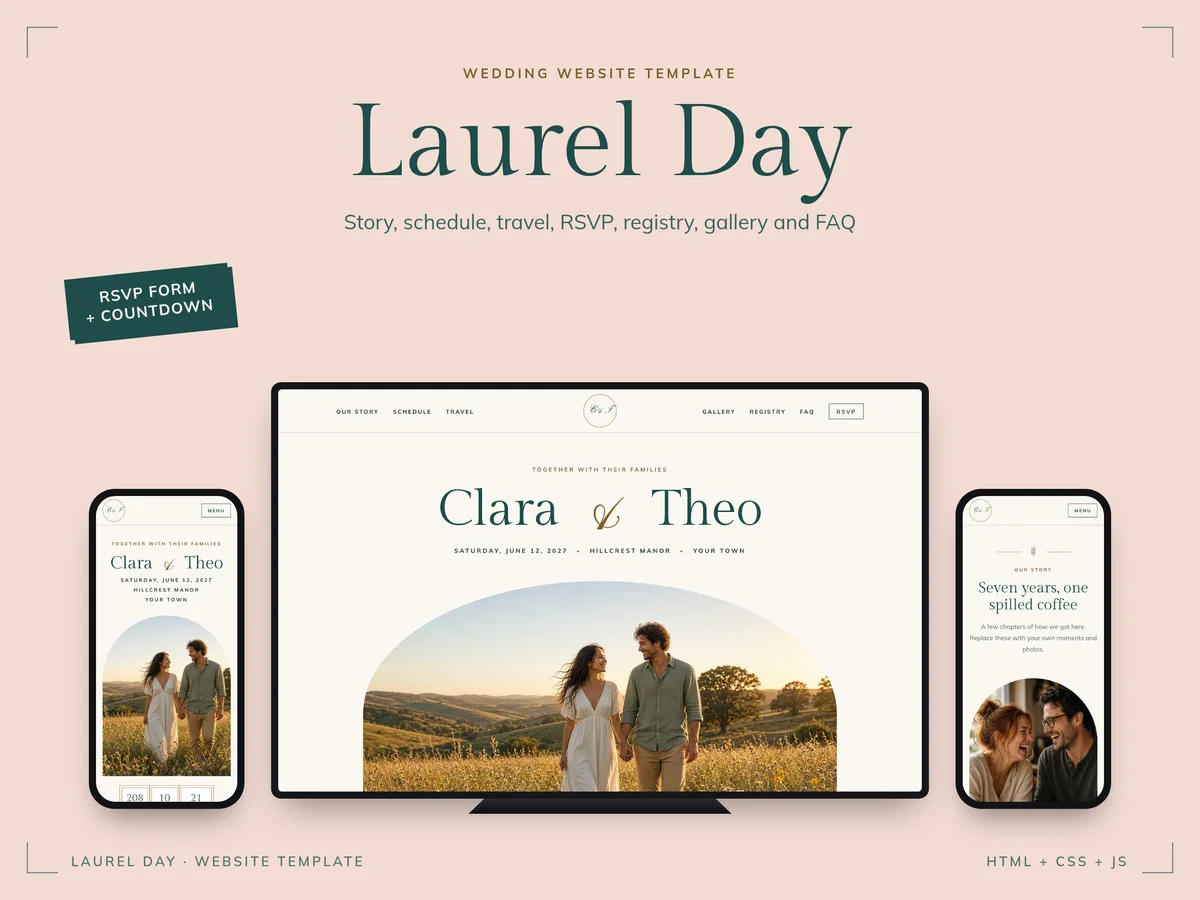 WEDDING WEBSITE TEMPLATE
Laurel Day
Story, schedule, travel, RSVP, registry, gallery and FAQ
RSVP FORM
+ COUNTDOWN
OUR STORY SCHEDULE TRAVEL C & T GALLERY REGISTRY FAQ RSVP
TOGETHER WITH THEIR FAMILIES
Clara & Theo
SATURDAY, JUNE 12, 2027 • HILLCREST MANOR • YOUR TOWN
C & T MENU
TOGETHER WITH THEIR FAMILIES
Clara & Theo
SATURDAY, JUNE 12, 2027
HILLCREST MANOR
YOUR TOWN
208 10 21
C & T MENU
OUR STORY
Seven years, one
spilled coffee
A few chapters of how we got here.
Replace these with your own moments and
photos.
LAUREL DAY · WEBSITE TEMPLATE
HTML + CSS + JS